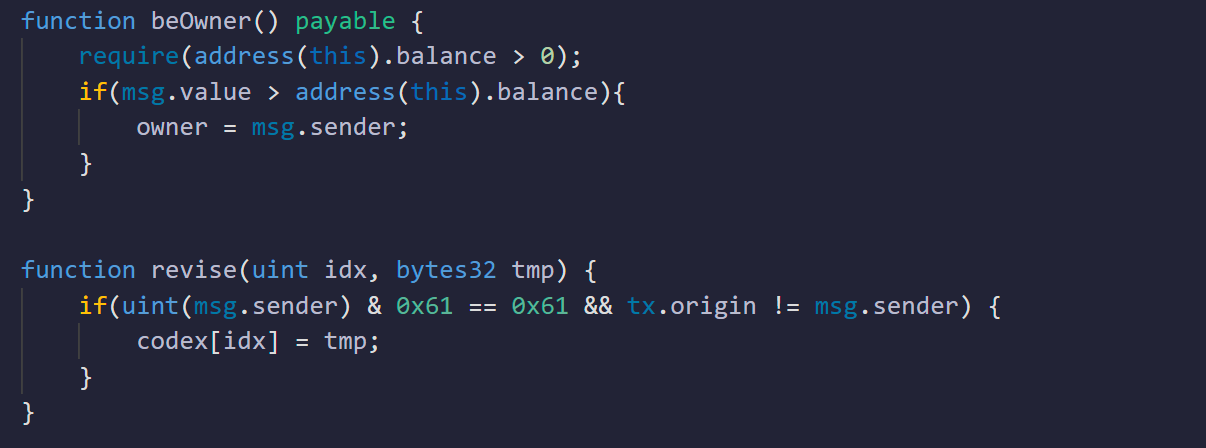 function beOwner() payable {
    require(address(this).balance > 0);
    if(msg.value > address(this).balance){
        owner = msg.sender;
    }
}

function revise(uint idx, bytes32 tmp) {
    if(uint(msg.sender) & 0x61 == 0x61 && tx.origin != msg.sender) {
        codex[idx] = tmp;
    }
}